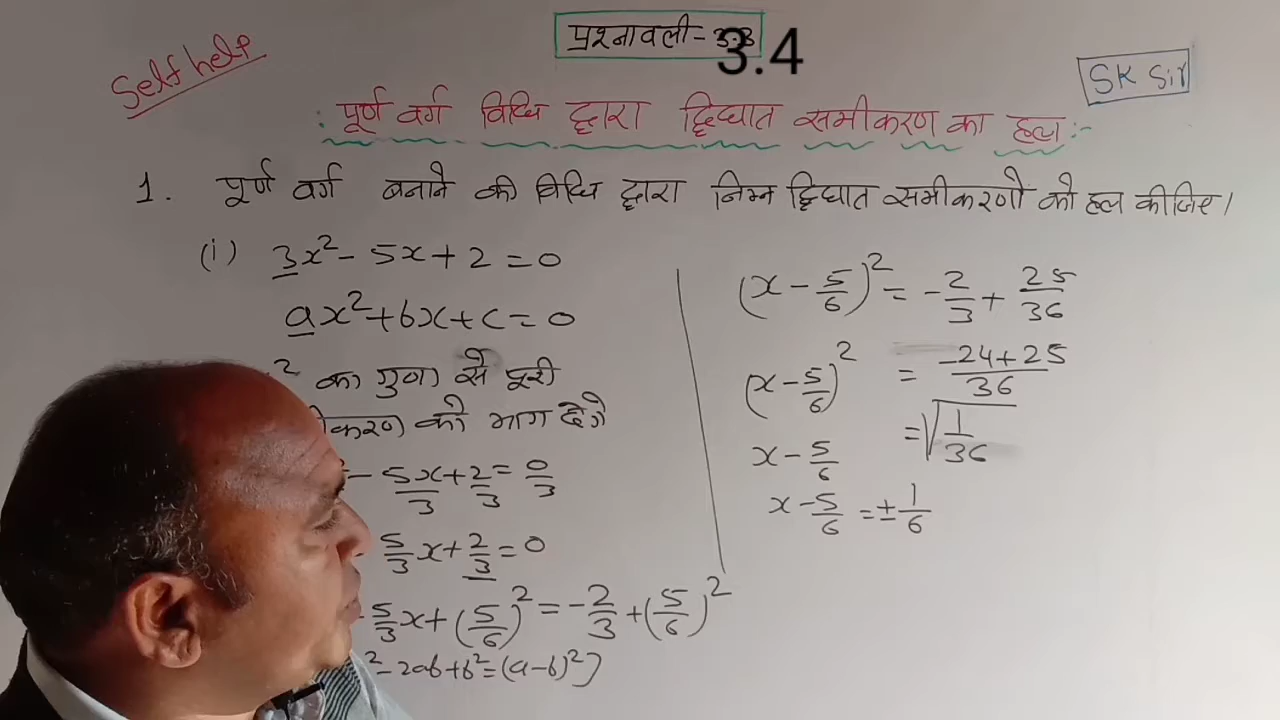 प्रश्नावली - 3.3
3.4
Self help
SK Sir
: पूर्ण वर्ग विधि द्वारा द्विघात समीकरण का हल :-
1. पूर्ण वर्ग बनाने की विधि द्वारा निम्न द्विघात समीकरणों को हल कीजिए।
(i) 3x² - 5x + 2 = 0
ax² + bx + c = 0
² का गुणा से पूरी
मीकरण को भाग देंगे
- 5x/3 + 2/3 = 0/3
5/3 x + 2/3 = 0
- 5/3 x + (5/6)² = -2/3 + (5/6)²
² - 2ab + b² = (a-b)²]
(x - 5/6)² = -2/3 + 25/36
(x - 5/6)² = -24+25/36
x - 5/6 = √1/36
x - 5/6 = ± 1/6